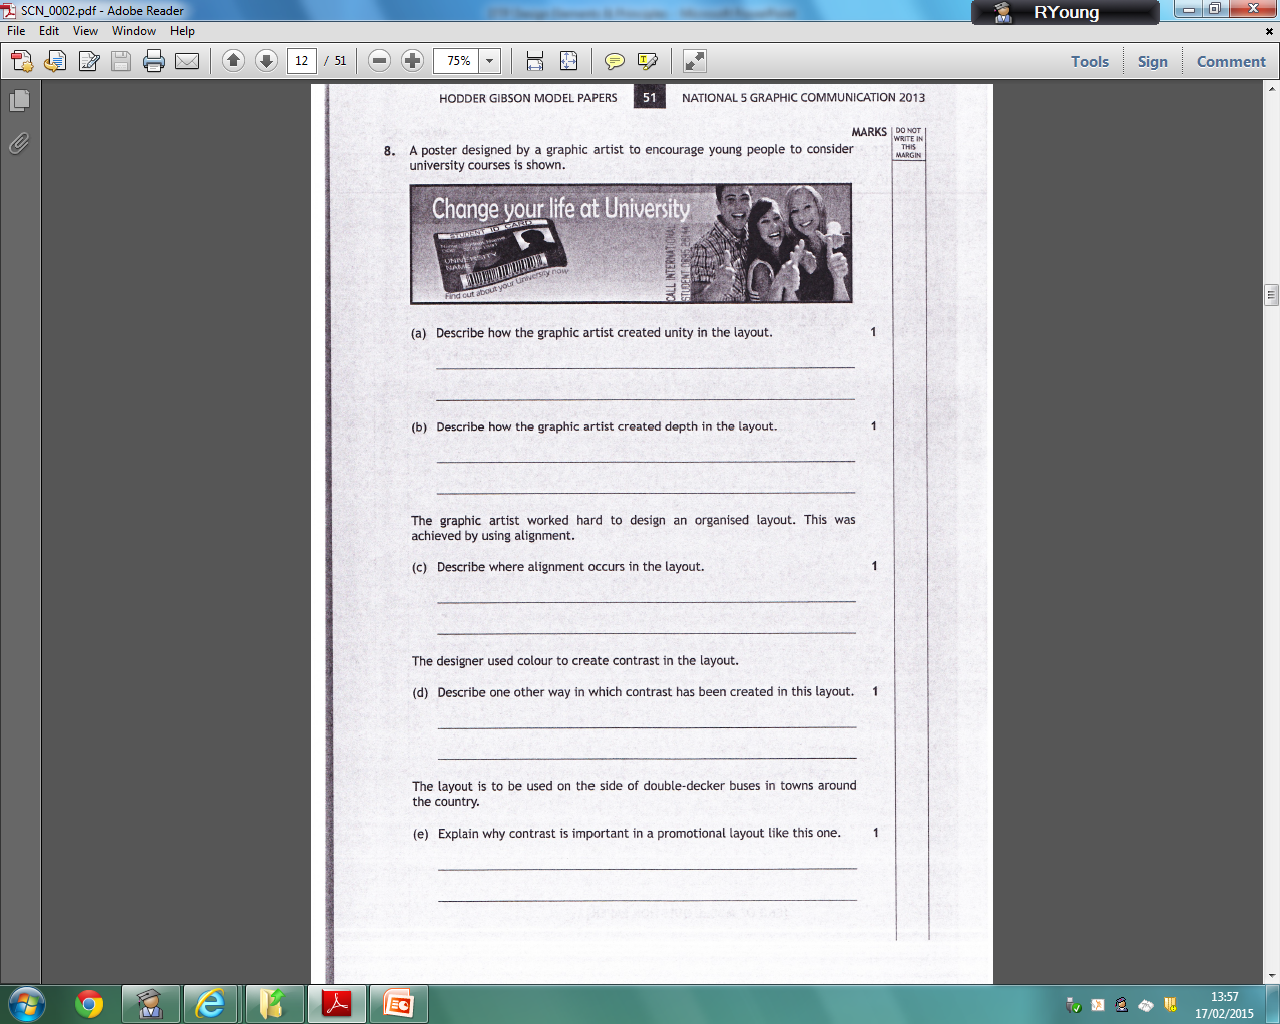 SCN_0002.pdf - Adobe Reader
RYoung
File Edit View Window Help
12 / 51
75%
Tools Sign Comment
HODDER GIBSON MODEL PAPERS 51 NATIONAL 5 GRAPHIC COMMUNICATION 2013
MARKS
DO NOT
WRITE IN
THIS
MARGIN
8. A poster designed by a graphic artist to encourage young people to consider
university courses is shown.
Change your life at University
STUDENT ID CARD
UNIVERSITY
NAME
Find out about your University now
CALL INTERNATIONAL
(a) Describe how the graphic artist created unity in the layout. 1
(b) Describe how the graphic artist created depth in the layout. 1
The graphic artist worked hard to design an organised layout. This was
achieved by using alignment.
(c) Describe where alignment occurs in the layout. 1
The designer used colour to create contrast in the layout.
(d) Describe one other way in which contrast has been created in this layout. 1
The layout is to be used on the side of double-decker buses in towns around
the country.
(e) Explain why contrast is important in a promotional layout like this one. 1
13:57
17/02/2015